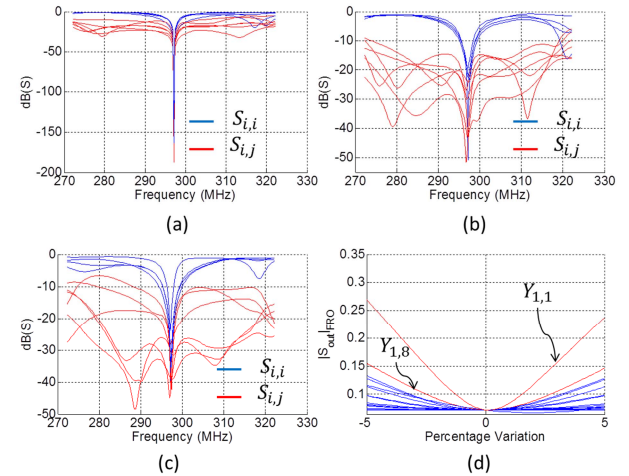 0
-50
-100
-150
-200
dB(S)
270 280 290 300 310 320 330
Frequency (MHz)
S_{i,i}
S_{i,j}
(a)
0
-10
-20
-30
-40
-50
dB(S)
270 280 290 300 310 320 330
Frequency (MHz)
S_{i,i}
S_{i,j}
(b)
0
-10
-20
-30
-40
-50
dB(S)
270 280 290 300 310 320 330
Frequency (MHz)
S_{i,i}
S_{i,j}
(c)
0.35
0.3
0.25
0.2
0.15
0.1
|S_{out}|_{FRO}
Y_{1,1}
Y_{1,8}
-5 0 5
Percentage Variation
(d)